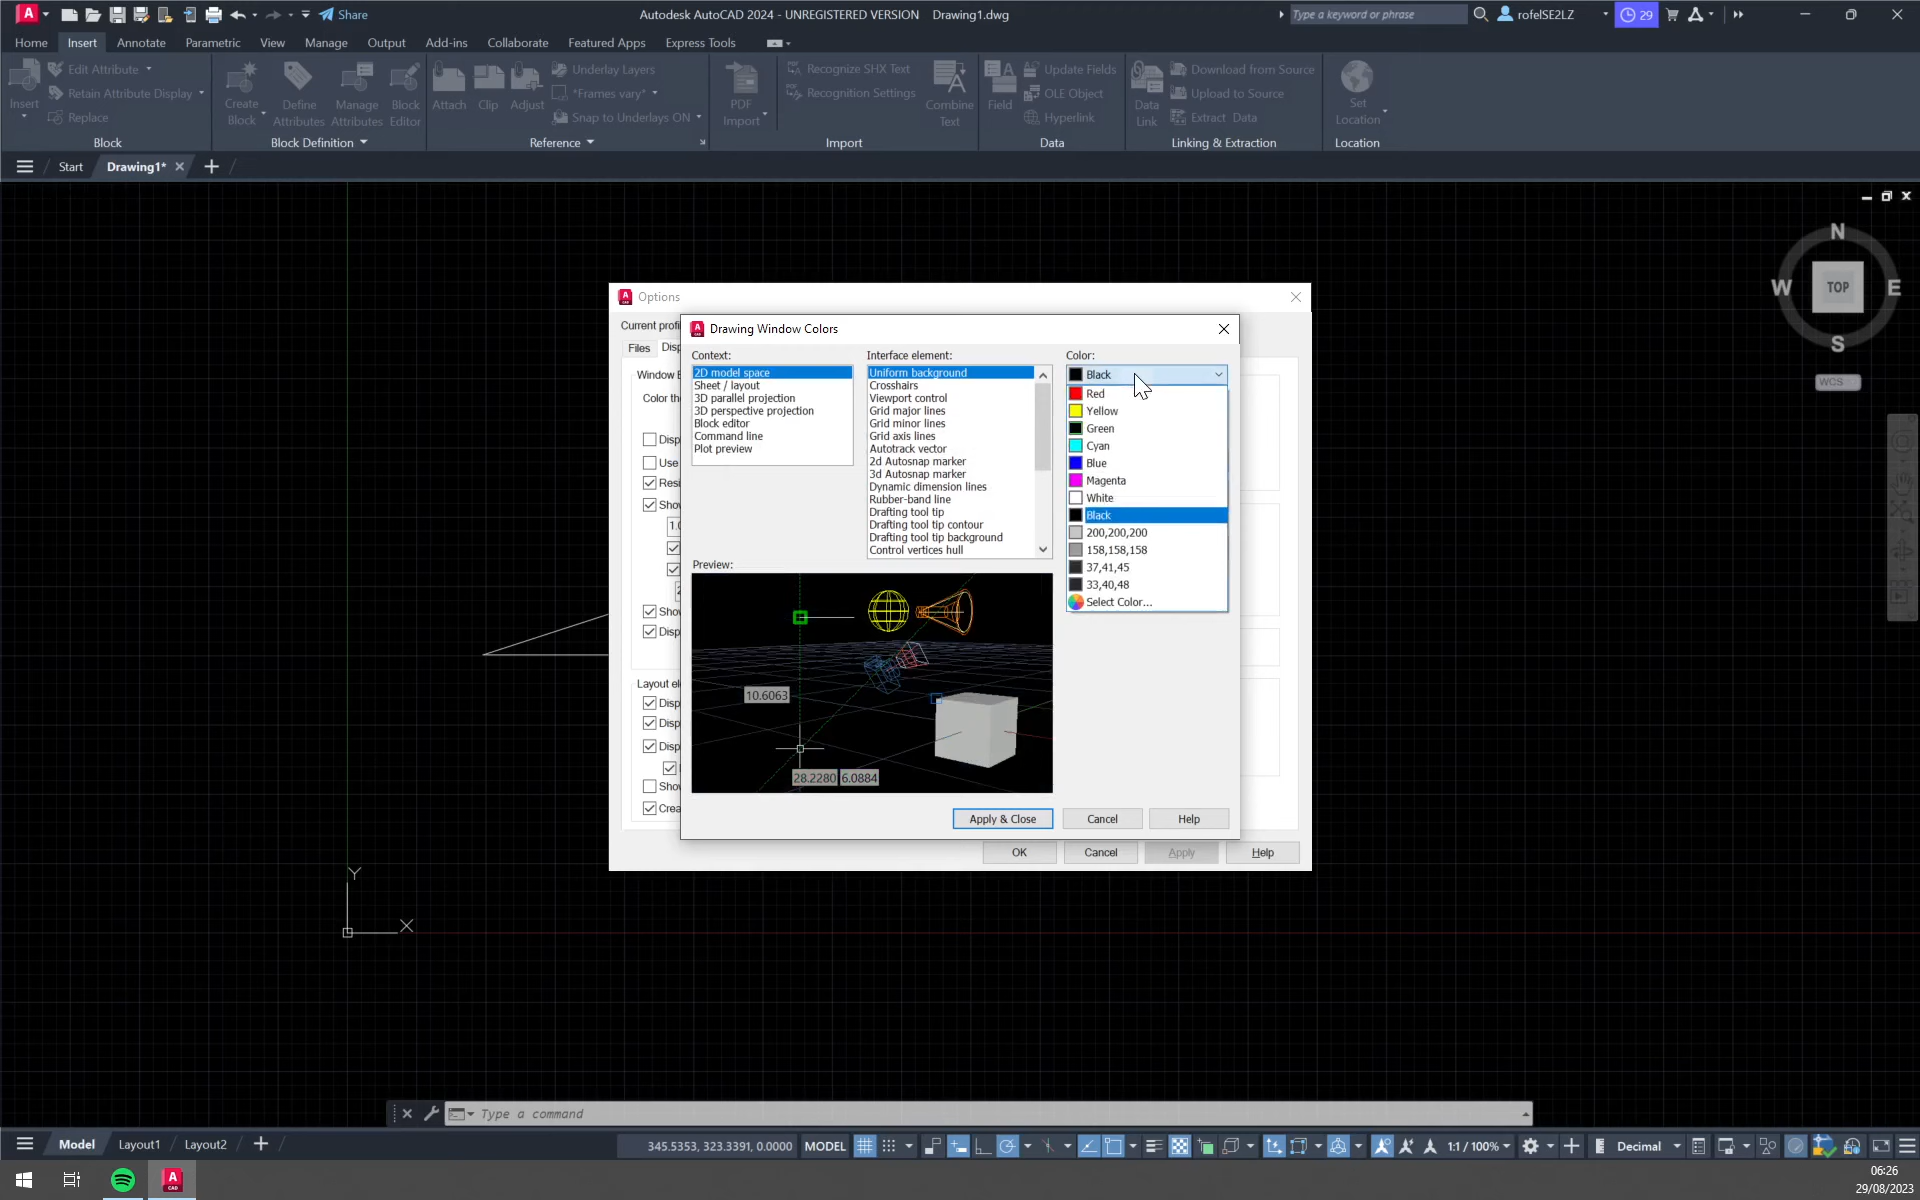 Share
Autodesk AutoCAD 2024 - UNREGISTERED VERSION Drawing1.dwg
Type a keyword or phrase
rofelSE2LZ
29
Home Insert Annotate Parametric View Manage Output Add-ins Collaborate Featured Apps Express Tools
Insert
Edit Attribute
Retain Attribute Display
Replace
Block
Create Block
Define Attributes
Manage Attributes
Block Editor
Block Definition
Attach
Clip
Adjust
Underlay Layers
*Frames vary*
Snap to Underlays ON
Reference
PDF Import
Recognize SHX Text
Recognition Settings
Combine Text
Import
Field
Update Fields
OLE Object
Hyperlink
Data
Data Link
Download from Source
Upload to Source
Extract Data
Linking & Extraction
Set Location
Location
Start
Drawing1*
N
W TOP E
S
WCS
Options
Current profi
Files Disp
Window E
Color th
Disp
Use
Resi
Show
1.0
Show
Disp
Layout el
Disp
Disp
Disp
Show
Crea
Drawing Window Colors
Context:
2D model space
Sheet / layout
3D parallel projection
3D perspective projection
Block editor
Command line
Plot preview
Interface element:
Uniform background
Crosshairs
Viewport control
Grid major lines
Grid minor lines
Grid axis lines
Autotrack vector
2d Autosnap marker
3d Autosnap marker
Dynamic dimension lines
Rubber-band line
Drafting tool tip
Drafting tool tip contour
Drafting tool tip background
Control vertices hull
Color:
Black
Red
Yellow
Green
Cyan
Blue
Magenta
White
Black
200,200,200
158,158,158
37,41,45
33,40,48
Select Color...
Preview:
10.6063
28.2280 6.0884
Apply & Close Cancel Help
OK Cancel Apply Help
Y
X
Type a command
Model Layout1 Layout2
345.5353, 323.3391, 0.0000 MODEL
1:1 / 100%
Decimal
06:26
29/08/2023